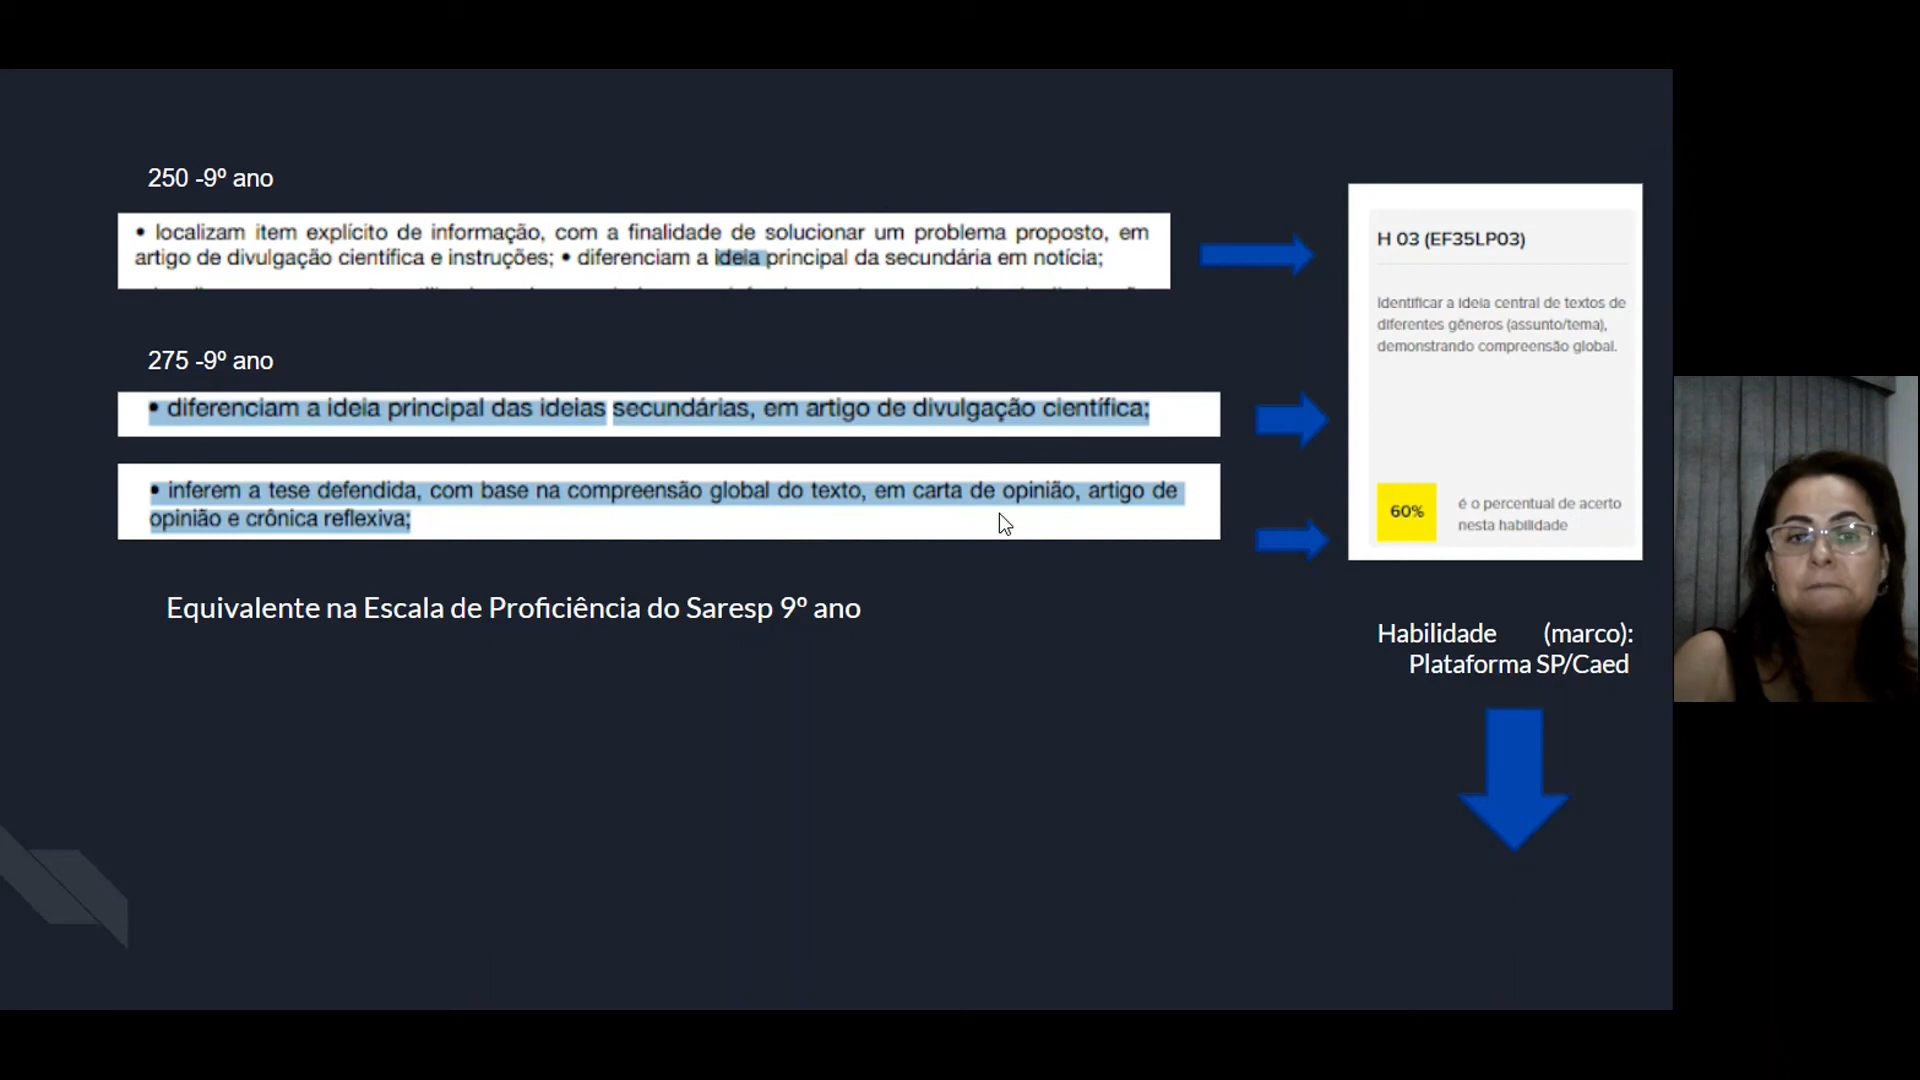 250 -9º ano
• localizam item explícito de informação, com a finalidade de solucionar um problema proposto, em
artigo de divulgação científica e instruções; • diferenciam a ideia principal da secundária em notícia;
275 -9º ano
• diferenciam a ideia principal das ideias secundárias, em artigo de divulgação científica;
• inferem a tese defendida, com base na compreensão global do texto, em carta de opinião, artigo de
opinião e crônica reflexiva;
Equivalente na Escala de Proficiência do Saresp 9º ano
H 03 (EF35LP03)
Identificar a ideia central de textos de
diferentes gêneros (assunto/tema),
demonstrando compreensão global.
60%
é o percentual de acerto
nesta habilidade
Habilidade (marco):
Plataforma SP/Caed